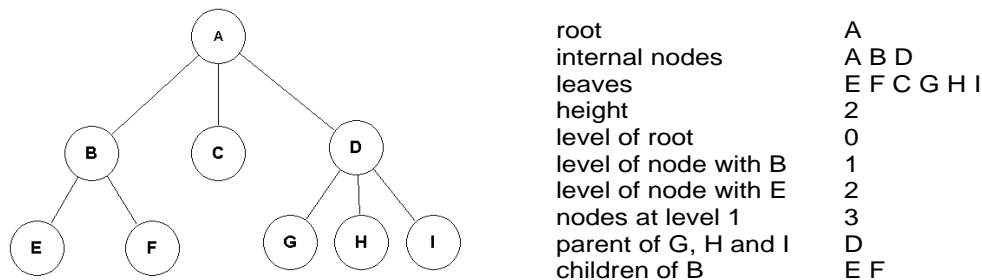 A
B
C
D
E
F
G
H
I
root A
internal nodes A B D
leaves E F C G H I
height 2
level of root 0
level of node with B 1
level of node with E 2
nodes at level 1 3
parent of G, H and I D
children of B E F